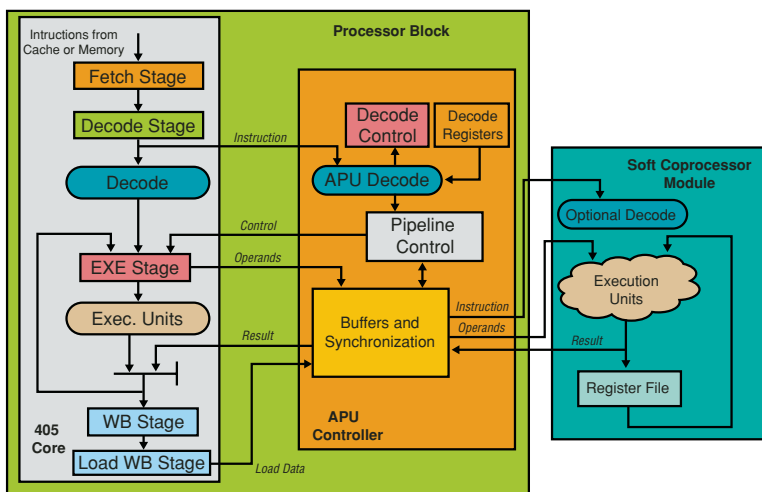 Intructions from
Cache or Memory
Fetch Stage
Decode Stage
Decode
EXE Stage
Exec. Units
WB Stage
Load WB Stage
405
Core
Processor Block
Instruction
Control
Operands
Result
Load Data
Decode
Control
Decode
Registers
APU Decode
Pipeline
Control
Buffers and
Synchronization
APU
Controller
Instruction
Operands
Result
Soft Coprocessor
Module
Optional Decode
Execution
Units
Register File